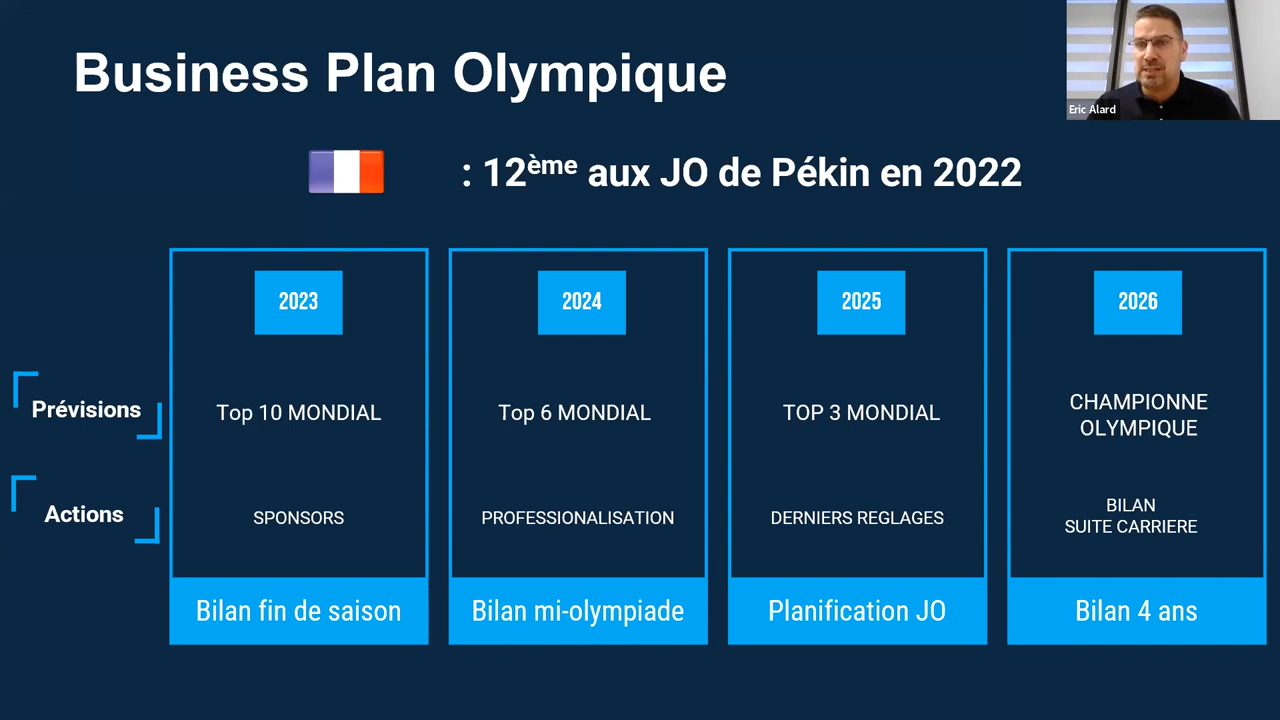 Business Plan Olympique
Eric Alard
: 12ème aux JO de Pékin en 2022
2023
2024
2025
2026
Prévisions
Top 10 MONDIAL
Top 6 MONDIAL
TOP 3 MONDIAL
CHAMPIONNE
OLYMPIQUE
Actions
SPONSORS
PROFESSIONALISATION
DERNIERS REGLAGES
BILAN
SUITE CARRIERE
Bilan fin de saison
Bilan mi-olympiade
Planification JO
Bilan 4 ans